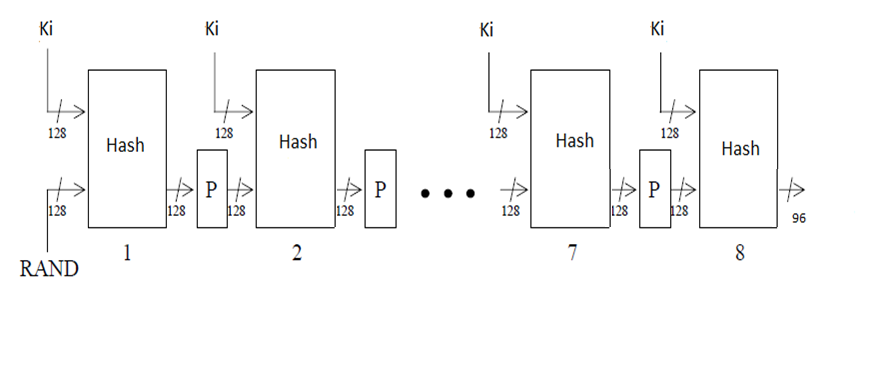 Ki Ki Ki Ki
128 128 128 128
Hash Hash Hash Hash
P P • • • P
128 128 128 128 128 128 128 96
1 2 7 8
RAND